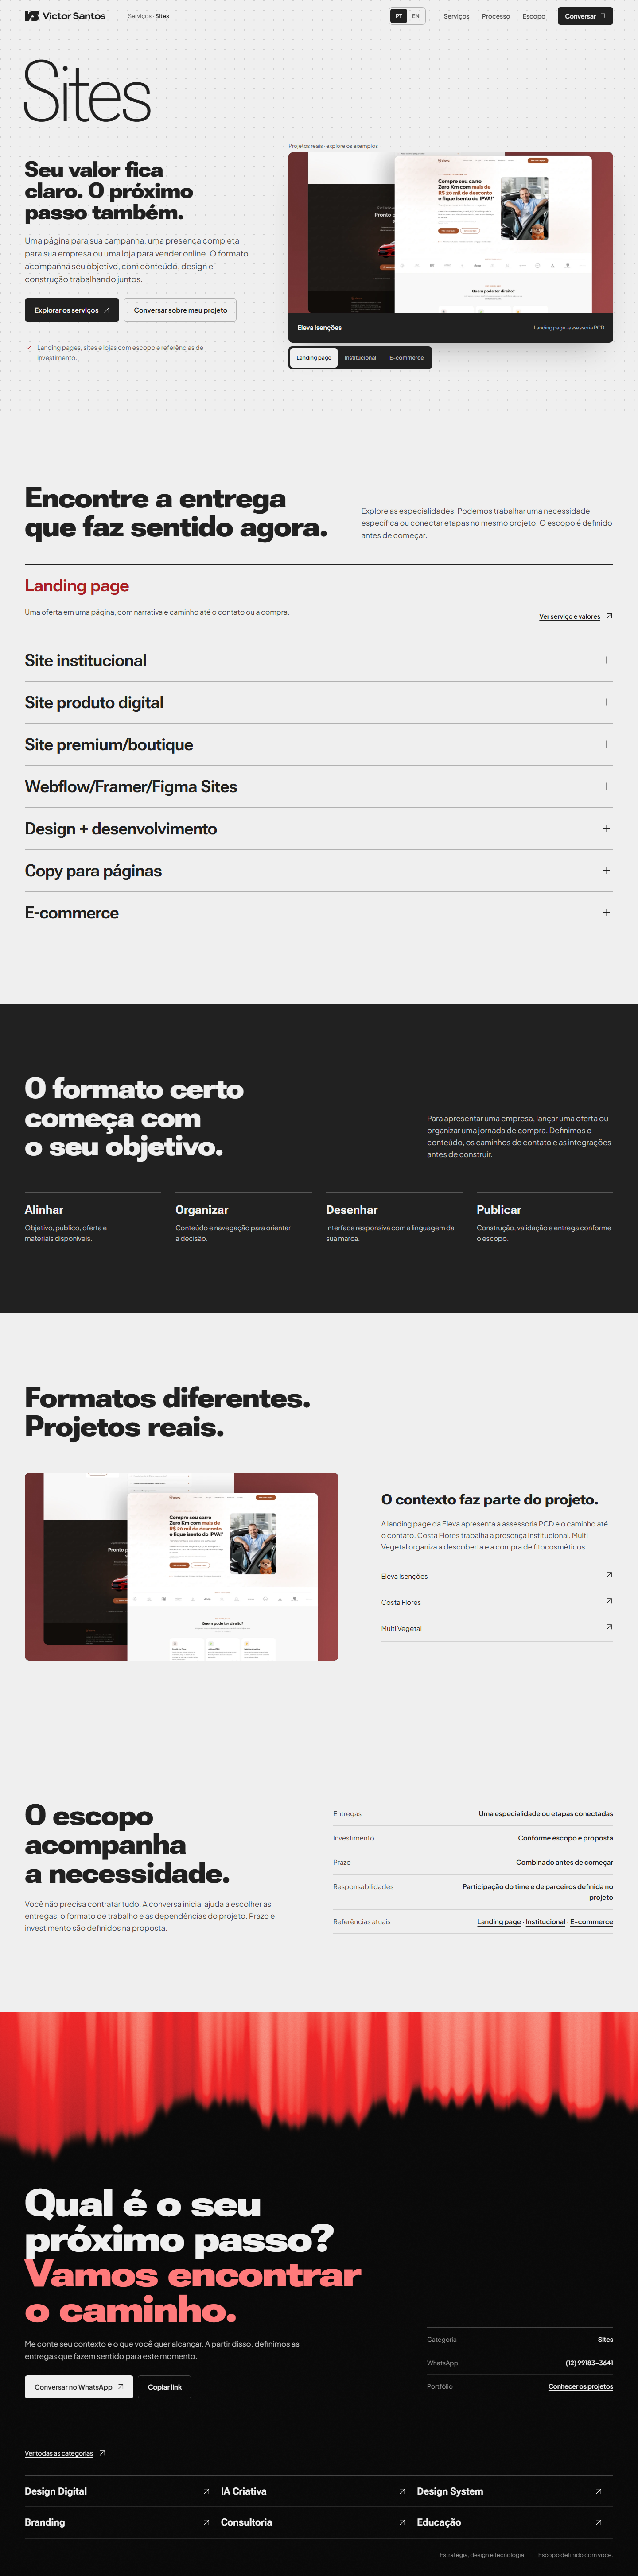 Victor Santos
Serviços · Sites
PT EN
Serviços Processo Escopo
Conversar
Sites
Seu valor fica
claro. O próximo
passo também.
Uma página para sua campanha, uma presença completa
para sua empresa ou uma loja para vender online. O formato
acompanha seu objetivo, com conteúdo, design e
construção trabalhando juntos.
Explorar os serviços
Conversar sobre meu projeto
Landing pages, sites e lojas com escopo e referências de
investimento.
Projetos reais · explore os exemplos
Compre seu carro
Zero Km com mais de
R$ 20 mil de desconto
e fique isento do IPVA!
Quem pode ter direito?
Eleva Isenções
Landing page · assessoria PCD
Landing page Institucional E-commerce
Encontre a entrega
que faz sentido agora.
Explore as especialidades. Podemos trabalhar uma necessidade
específica ou conectar etapas no mesmo projeto. O escopo é definido
antes de começar.
Landing page
Uma oferta em uma página, com narrativa e caminho até o contato ou a compra.
Ver serviço e valores
Site institucional
Site produto digital
Site premium/boutique
Webflow/Framer/Figma Sites
Design + desenvolvimento
Copy para páginas
E-commerce
O formato certo
começa com
o seu objetivo.
Para apresentar uma empresa, lançar uma oferta ou
organizar uma jornada de compra. Definimos o
conteúdo, os caminhos de contato e as integrações
antes de construir.
Alinhar
Objetivo, público, oferta e
materiais disponíveis.
Organizar
Conteúdo e navegação para orientar
a decisão.
Desenhar
Interface responsiva com a linguagem da
sua marca.
Publicar
Construção, validação e entrega conforme
o escopo.
Formatos diferentes.
Projetos reais.
Compre seu carro
Zero Km com mais de
R$ 20 mil de desconto
e fique isento do IPVA!
Quem pode ter direito?
O contexto faz parte do projeto.
A landing page da Eleva apresenta a assessoria PCD e o caminho até
o contato. Costa Flores trabalha a presença institucional. Multi
Vegetal organiza a descoberta e a compra de fitocosméticos.
Eleva Isenções
Costa Flores
Multi Vegetal
O escopo
acompanha
a necessidade.
Você não precisa contratar tudo. A conversa inicial ajuda a escolher as
entregas, o formato de trabalho e as dependências do projeto. Prazo e
investimento são definidos na proposta.
Entregas Uma especialidade ou etapas conectadas
Investimento Conforme escopo e proposta
Prazo Combinado antes de começar
Responsabilidades Participação do time e de parceiros definida no
projeto
Referências atuais Landing page · Institucional · E-commerce
Qual é o seu
próximo passo?
Vamos encontrar
o caminho.
Me conte seu contexto e o que você quer alcançar. A partir disso, definimos as
entregas que fazem sentido para este momento.
Conversar no WhatsApp
Copiar link
Categoria Sites
WhatsApp (12) 99183-3641
Portfólio Conhecer os projetos
Ver todas as categorias
Design Digital
IA Criativa
Design System
Branding
Consultoria
Educação
Estratégia, design e tecnologia. Escopo definido com você.